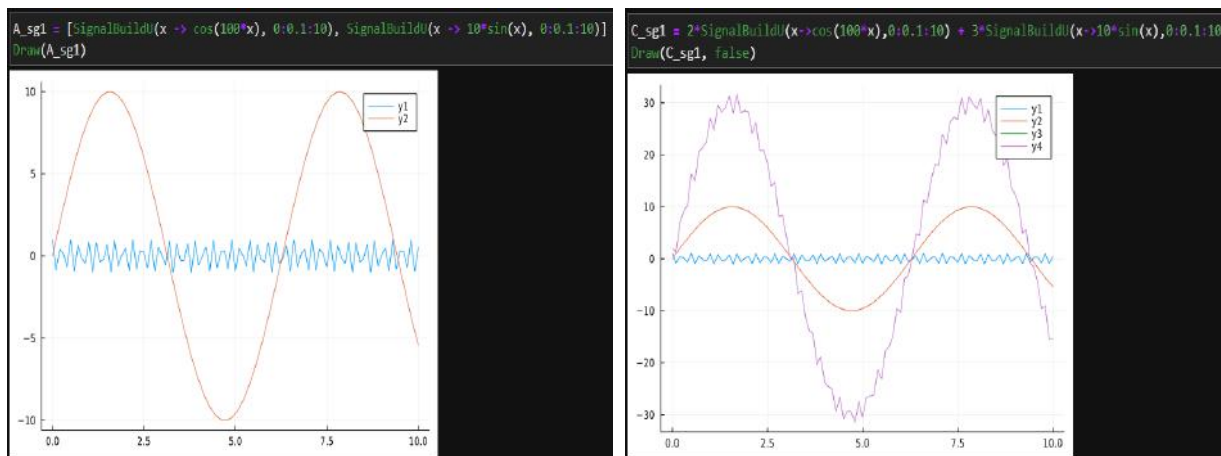 A_sg1 = [SignalBuildU(x -> cos(100*x), 0:0.1:10), SignalBuildU(x -> 10*sin(x), 0:0.1:10)]
Draw(A_sg1)
10
5
0
-5
-10
0.0
2.5
5.0
7.5
10.0
y1
y2
C_sg1 = 2*SignalBuildU(x->cos(100*x),0:0.1:10) + 3*SignalBuildU(x->10*sin(x),0:0.1:10
Draw(C_sg1, false)
30
20
10
0
-10
-20
-30
0.0
2.5
5.0
7.5
10.0
y1
y2
y3
y4